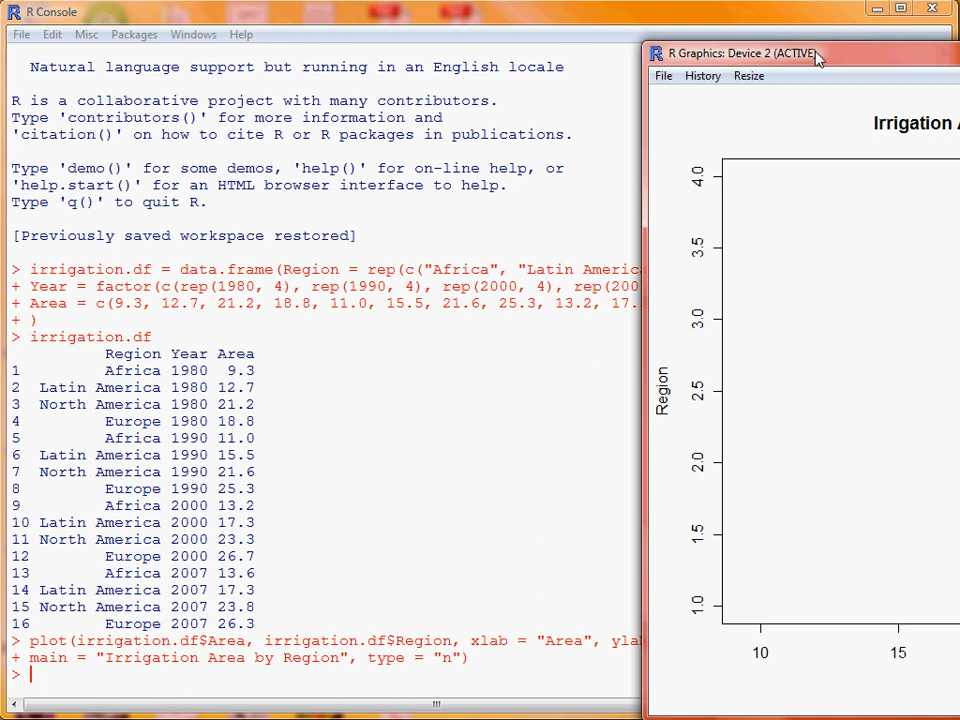 R Console
File Edit Misc Packages Windows Help
Natural language support but running in an English locale
R is a collaborative project with many contributors.
Type 'contributors()' for more information and
'citation()' on how to cite R or R packages in publications.
Type 'demo()' for some demos, 'help()' for on-line help, or
'help.start()' for an HTML browser interface to help.
Type 'q()' to quit R.
[Previously saved workspace restored]
> irrigation.df = data.frame(Region = rep(c("Africa", "Latin Americ
+ Year = factor(c(rep(1980, 4), rep(1990, 4), rep(2000, 4), rep(200
+ Area = c(9.3, 12.7, 21.2, 18.8, 11.0, 15.5, 21.6, 25.3, 13.2, 17.
+ )
> irrigation.df
Region Year Area
1 Africa 1980 9.3
2 Latin America 1980 12.7
3 North America 1980 21.2
4 Europe 1980 18.8
5 Africa 1990 11.0
6 Latin America 1990 15.5
7 North America 1990 21.6
8 Europe 1990 25.3
9 Africa 2000 13.2
10 Latin America 2000 17.3
11 North America 2000 23.3
12 Europe 2000 26.7
13 Africa 2007 13.6
14 Latin America 2007 17.3
15 North America 2007 23.8
16 Europe 2007 26.3
> plot(irrigation.df$Area, irrigation.df$Region, xlab = "Area", yla
+ main = "Irrigation Area by Region", type = "n")
>
R Graphics: Device 2 (ACTIVE)
File History Resize
Irrigation A
4.0
3.5
3.0
2.5
2.0
1.5
1.0
Region
10 15